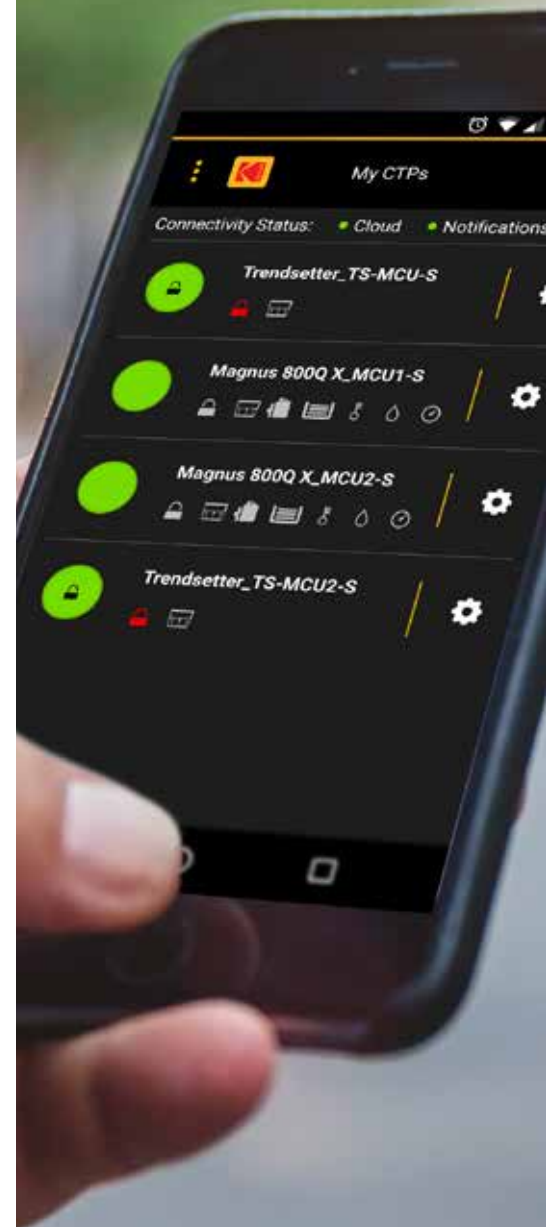 My CTPs
Connectivity Status: Cloud Notifications
Trendsetter_TS-MCU-S
Magnus 800Q X_MCU1-S
Magnus 800Q X_MCU2-S
Trendsetter_TS-MCU2-S